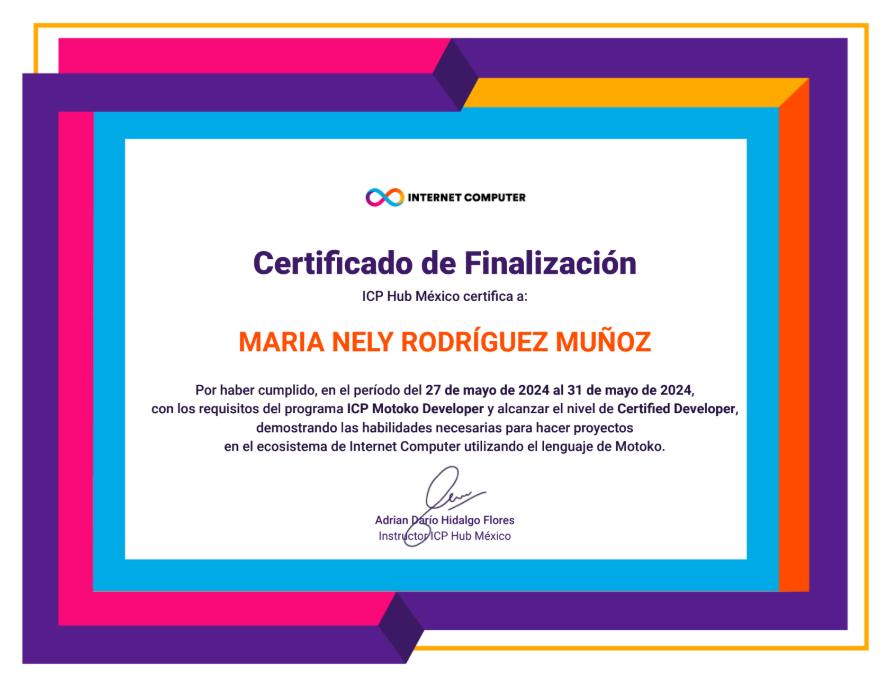 INTERNET COMPUTER
Certificado de Finalización
ICP Hub México certifica a:
MARIA NELY RODRÍGUEZ MUÑOZ
Por haber cumplido, en el período del 27 de mayo de 2024 al 31 de mayo de 2024,
con los requisitos del programa ICP Motoko Developer y alcanzar el nivel de Certified Developer,
demostrando las habilidades necesarias para hacer proyectos
en el ecosistema de Internet Computer utilizando el lenguaje de Motoko.
Adrian Darío Hidalgo Flores
Instructor ICP Hub México